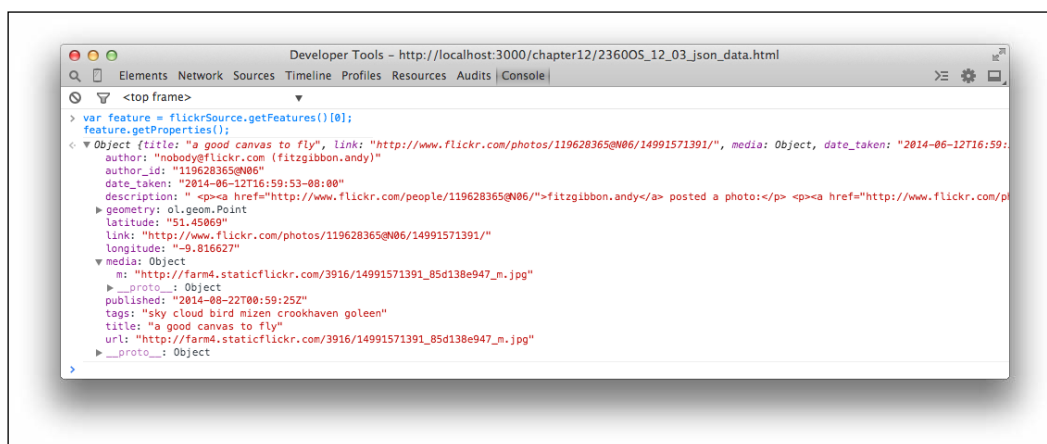 Developer Tools - http://localhost:3000/chapter12/2360OS_12_03_json_data.html
Elements Network Sources Timeline Profiles Resources Audits Console
<top frame> ▼
> var feature = flickrSource.getFeatures()[0];
feature.getProperties();
▼ Object {title: "a good canvas to fly", link: "http://www.flickr.com/photos/119628365@N06/14991571391/", media: Object, date_taken: "2014-06-12T16:59:
author: "nobody@flickr.com (fitzgibbon.andy)"
author_id: "119628365@N06"
date_taken: "2014-06-12T16:59:53-08:00"
description: " <p><a href="http://www.flickr.com/people/119628365@N06/">fitzgibbon.andy</a> posted a photo:</p> <p><a href="http://www.flickr.com/ph
▶ geometry: ol.geom.Point
latitude: "51.45069"
link: "http://www.flickr.com/photos/119628365@N06/14991571391/"
longitude: "-9.816627"
▼ media: Object
m: "http://farm4.staticflickr.com/3916/14991571391_85d138e947_m.jpg"
▶ __proto__: Object
published: "2014-08-22T00:59:25Z"
tags: "sky cloud bird mizen crookhaven goleen"
title: "a good canvas to fly"
url: "http://farm4.staticflickr.com/3916/14991571391_85d138e947_m.jpg"
▶ __proto__: Object
>